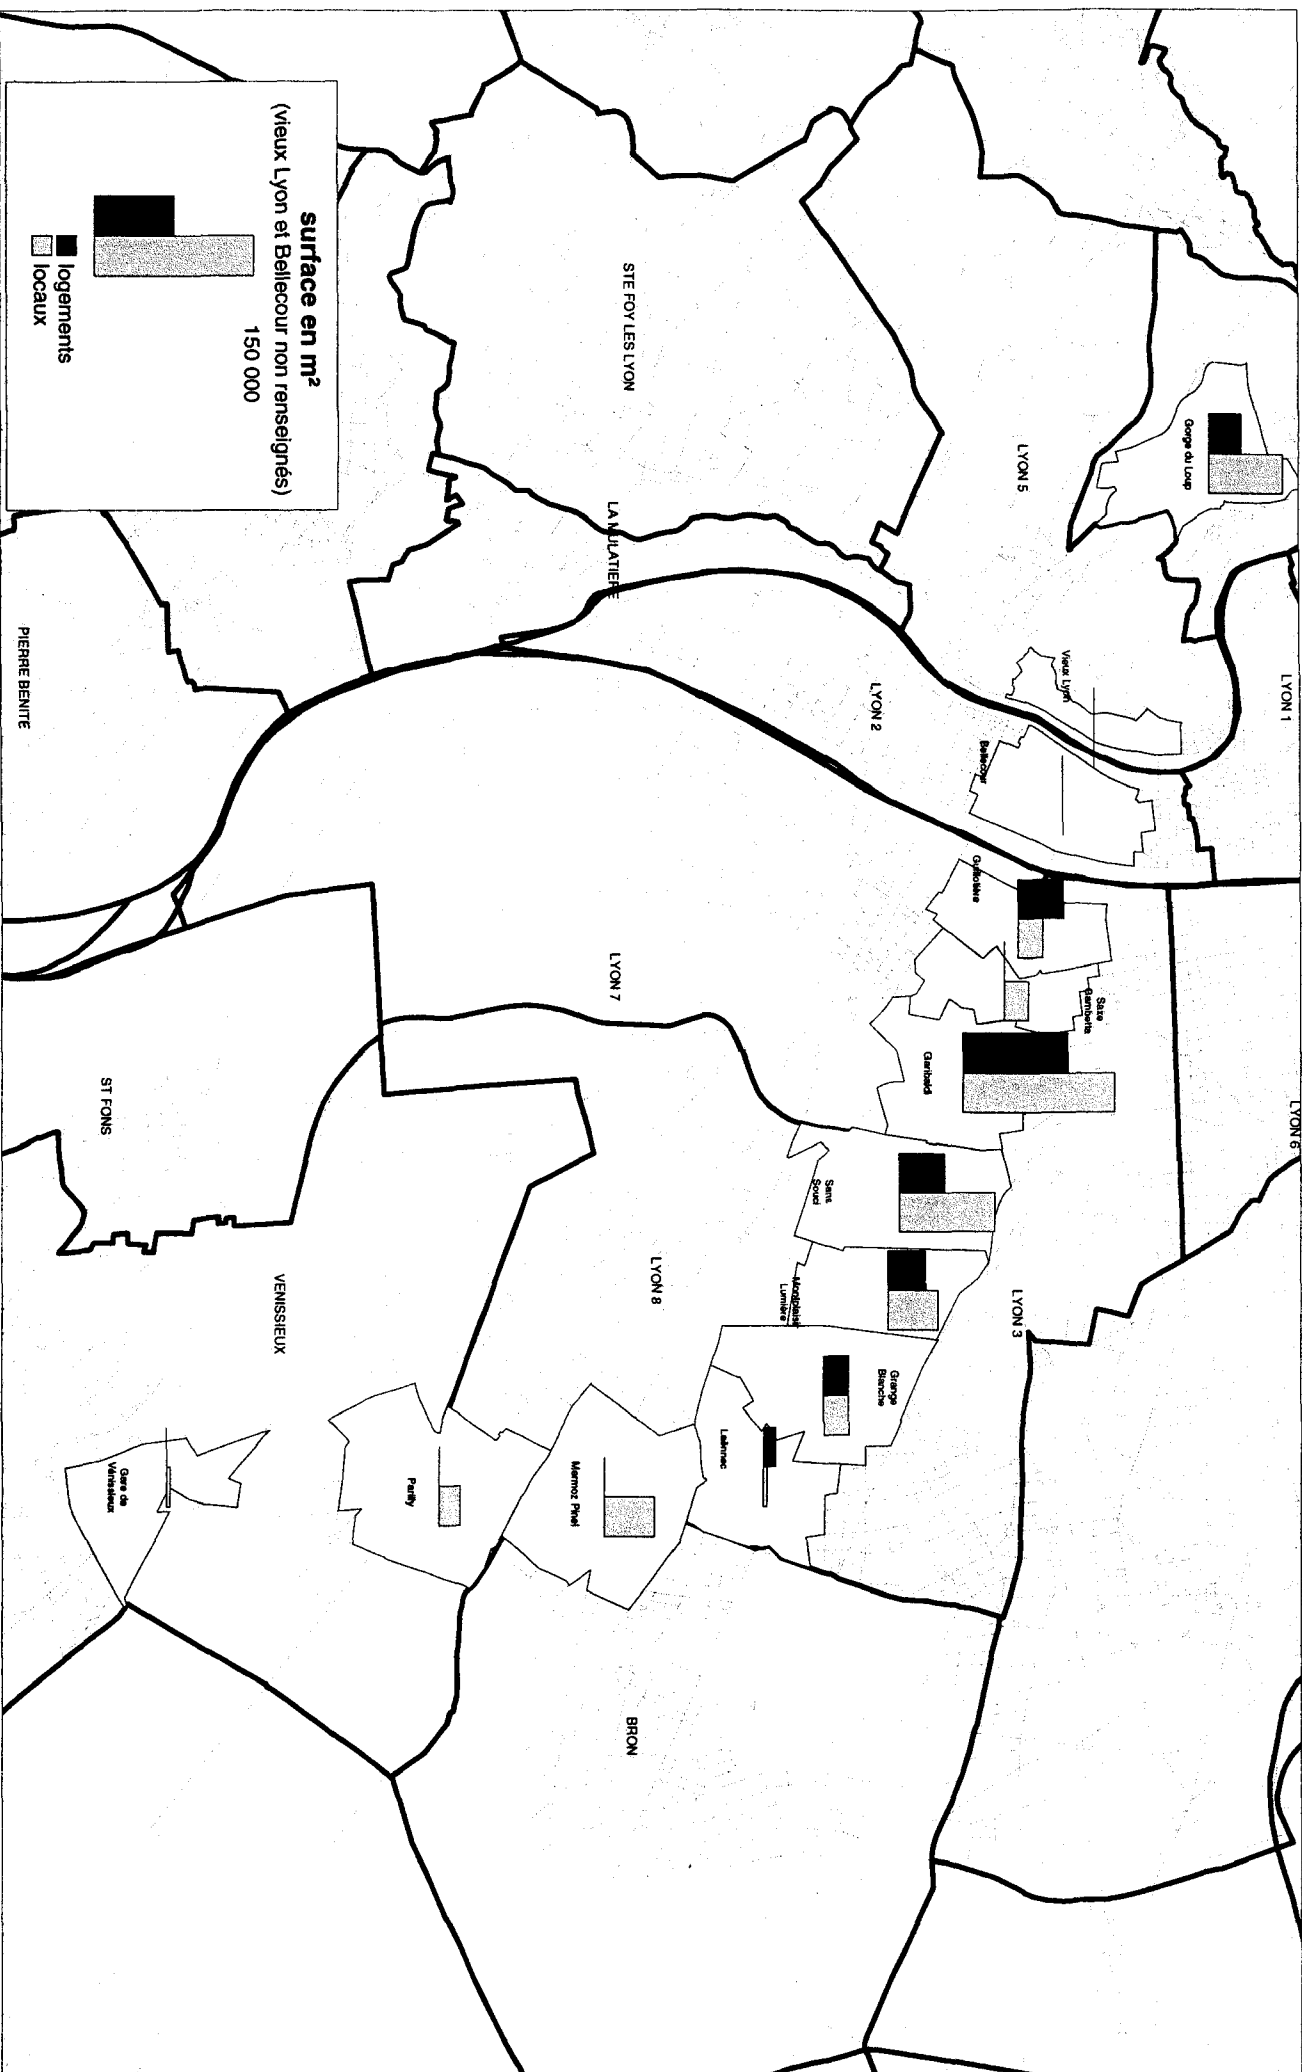 surface en m²
(vieux Lyon et Bellecour non renseignés)
150 000
logements
locaux
LYON 1
LYON 6
Gorge du Loup
LYON 5
Vieux Lyon
Bellecour
LYON 2
Guillotière
Saxe
Gambetta
Garibaldi
LYON 3
Sans
Souci
Montplaisir
Lumière
Grange
Blanche
Laënnec
STE FOY LES LYON
LA MULATIERE
LYON 7
LYON 8
Mermoz Pinel
BRON
Parilly
VENISSIEUX
Gare de
Vénissieux
ST FONS
PIERRE BENITE